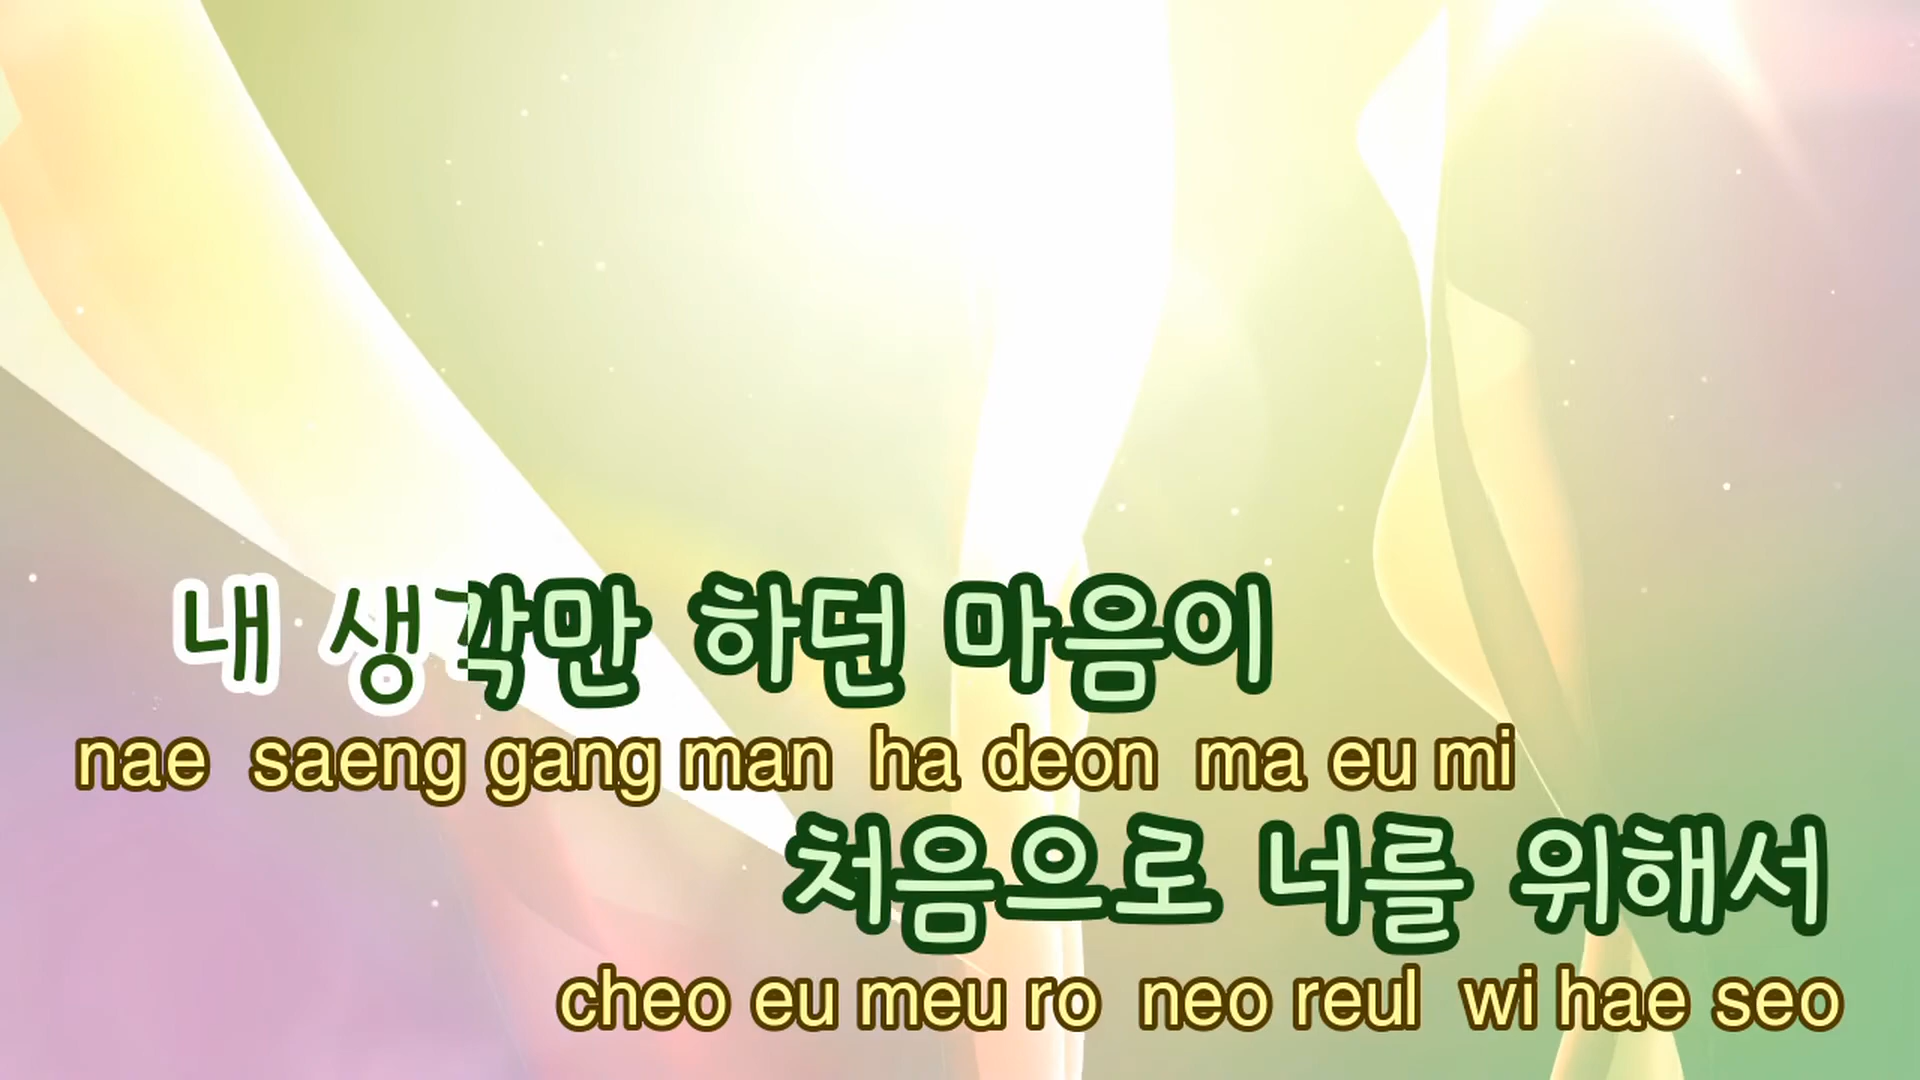 내 생각만 하던 마음이
nae saeng gang man ha deon ma eu mi
처음으로 너를 위해서
cheo eu meu ro neo reul wi hae seo